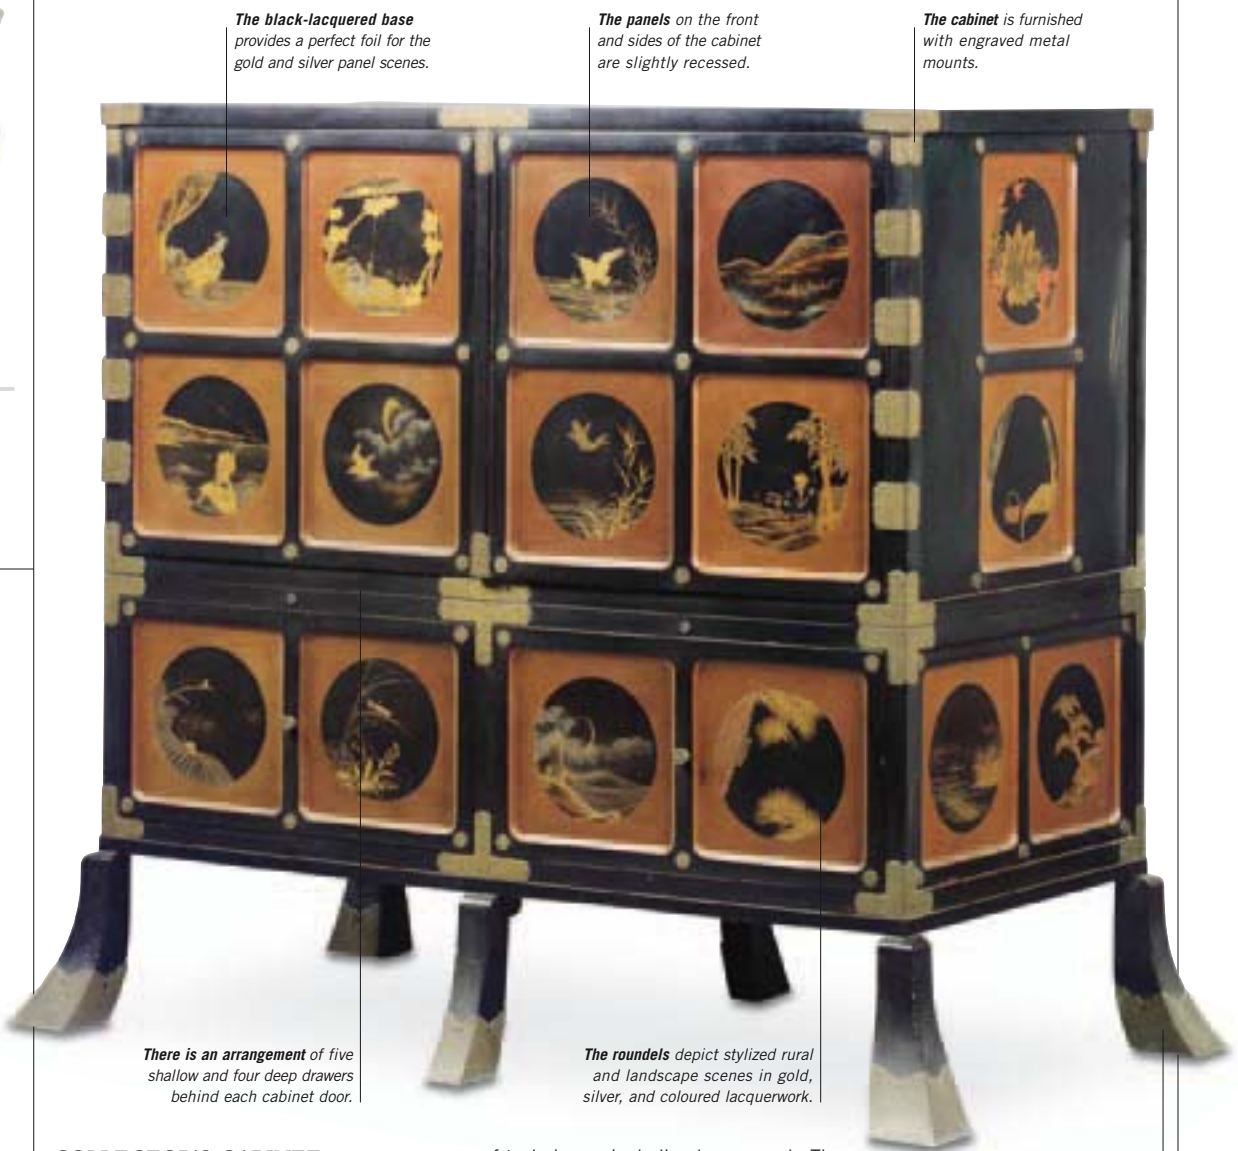 The black-lacquered base
provides a perfect foil for the
gold and silver panel scenes.
The panels on the front
and sides of the cabinet
are slightly recessed.
The cabinet is furnished
with engraved metal
mounts.
There is an arrangement of five
shallow and four deep drawers
behind each cabinet door.
The roundels depict stylized rural
and landscape scenes in gold,
silver, and coloured lacquerwork.
COLLECTOR'S CABINET